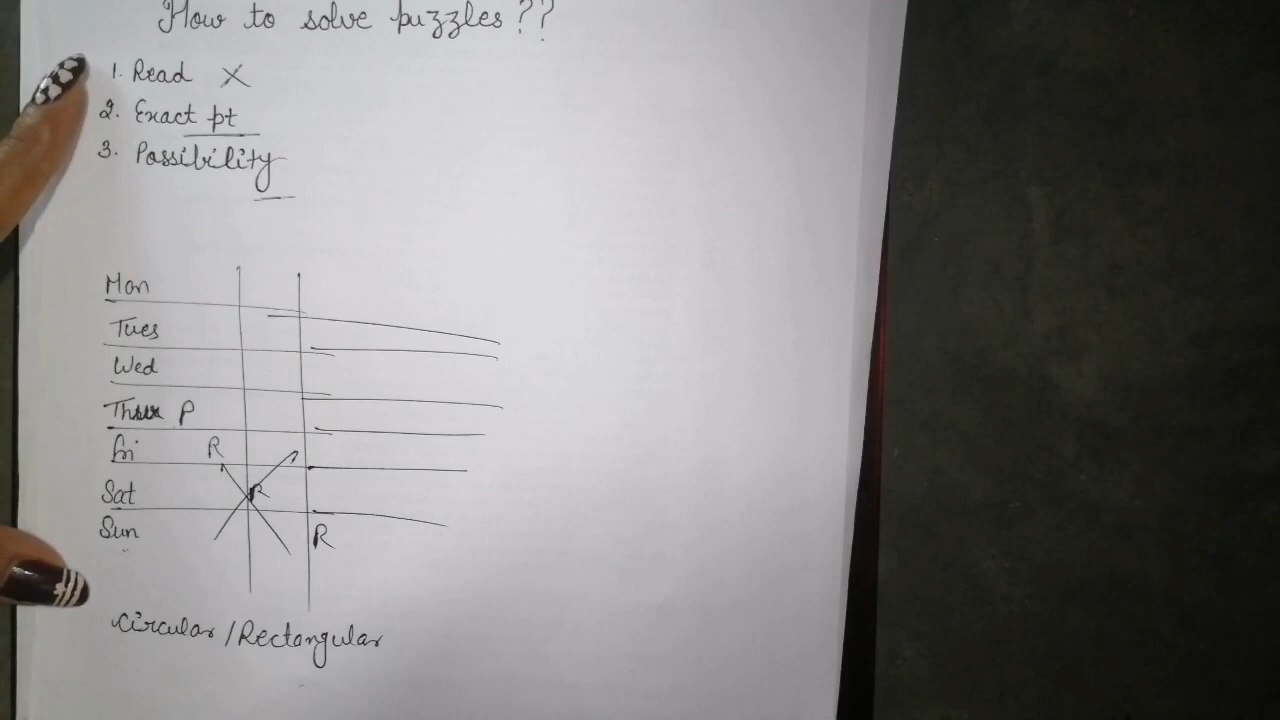 How to solve puzzles??
1. Read X
2. Exact pt
3. Possibility
Mon
Tues
Wed
Thur P
Fri R
Sat R
Sun R
Circular/Rectangular